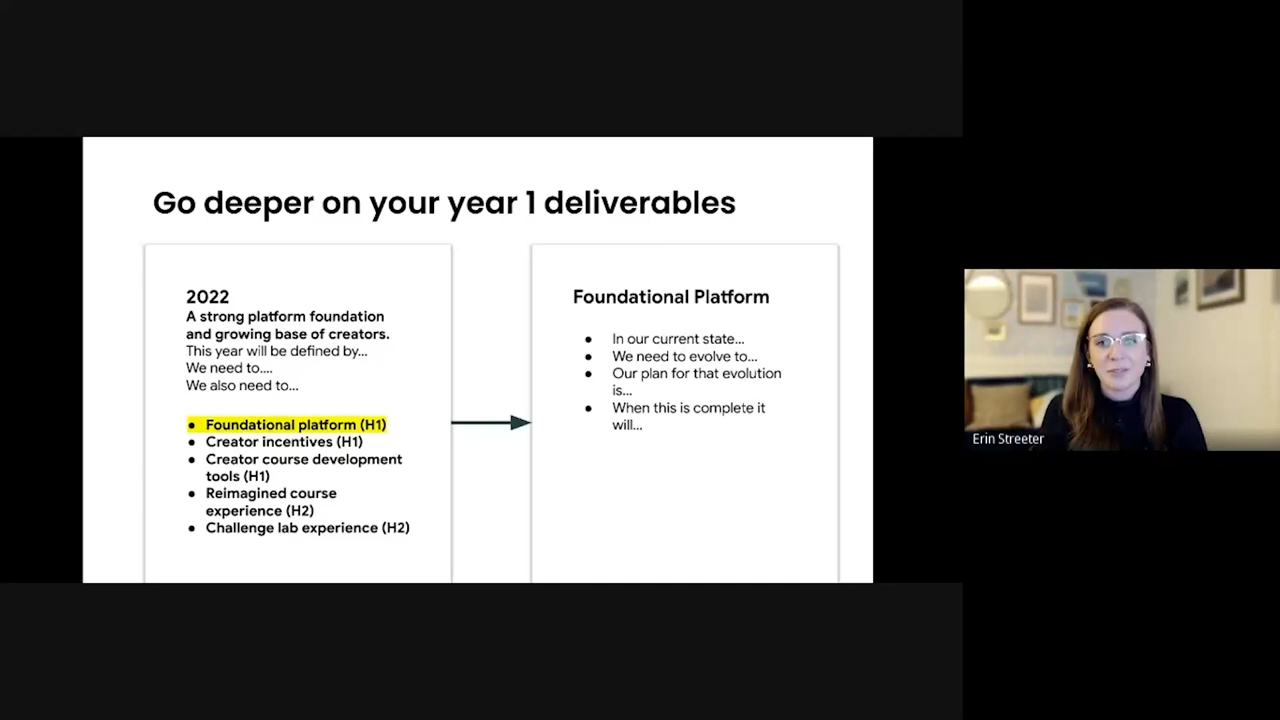 Go deeper on your year 1 deliverables
2022
A strong platform foundation
and growing base of creators.
This year will be defined by...
We need to....
We also need to...
● Foundational platform (H1)
● Creator incentives (H1)
● Creator course development
tools (H1)
● Reimagined course
experience (H2)
● Challenge lab experience (H2)
Foundational Platform
● In our current state...
● We need to evolve to...
● Our plan for that evolution
is...
● When this is complete it
will...
Erin Streeter